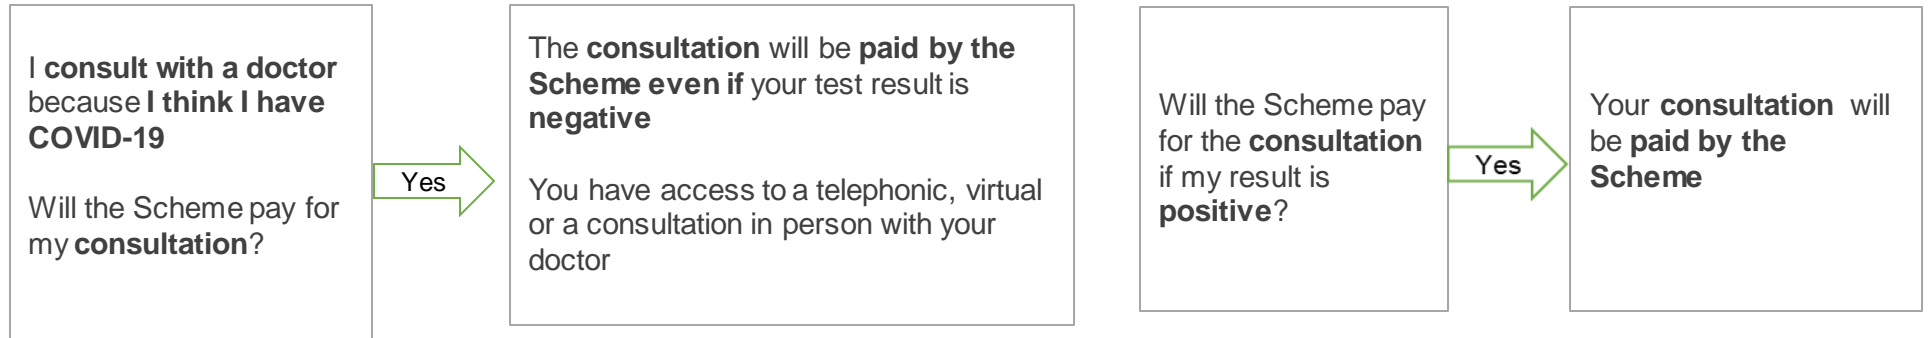 I consult with a doctor
because I think I have
COVID-19
Will the Scheme pay for
my consultation?
Yes
The consultation will be paid by the
Scheme even if your test result is
negative
You have access to a telephonic, virtual
or a consultation in person with your
doctor
Will the Scheme pay
for the consultation
if my result is
positive?
Yes
Your consultation will
be paid by the
Scheme